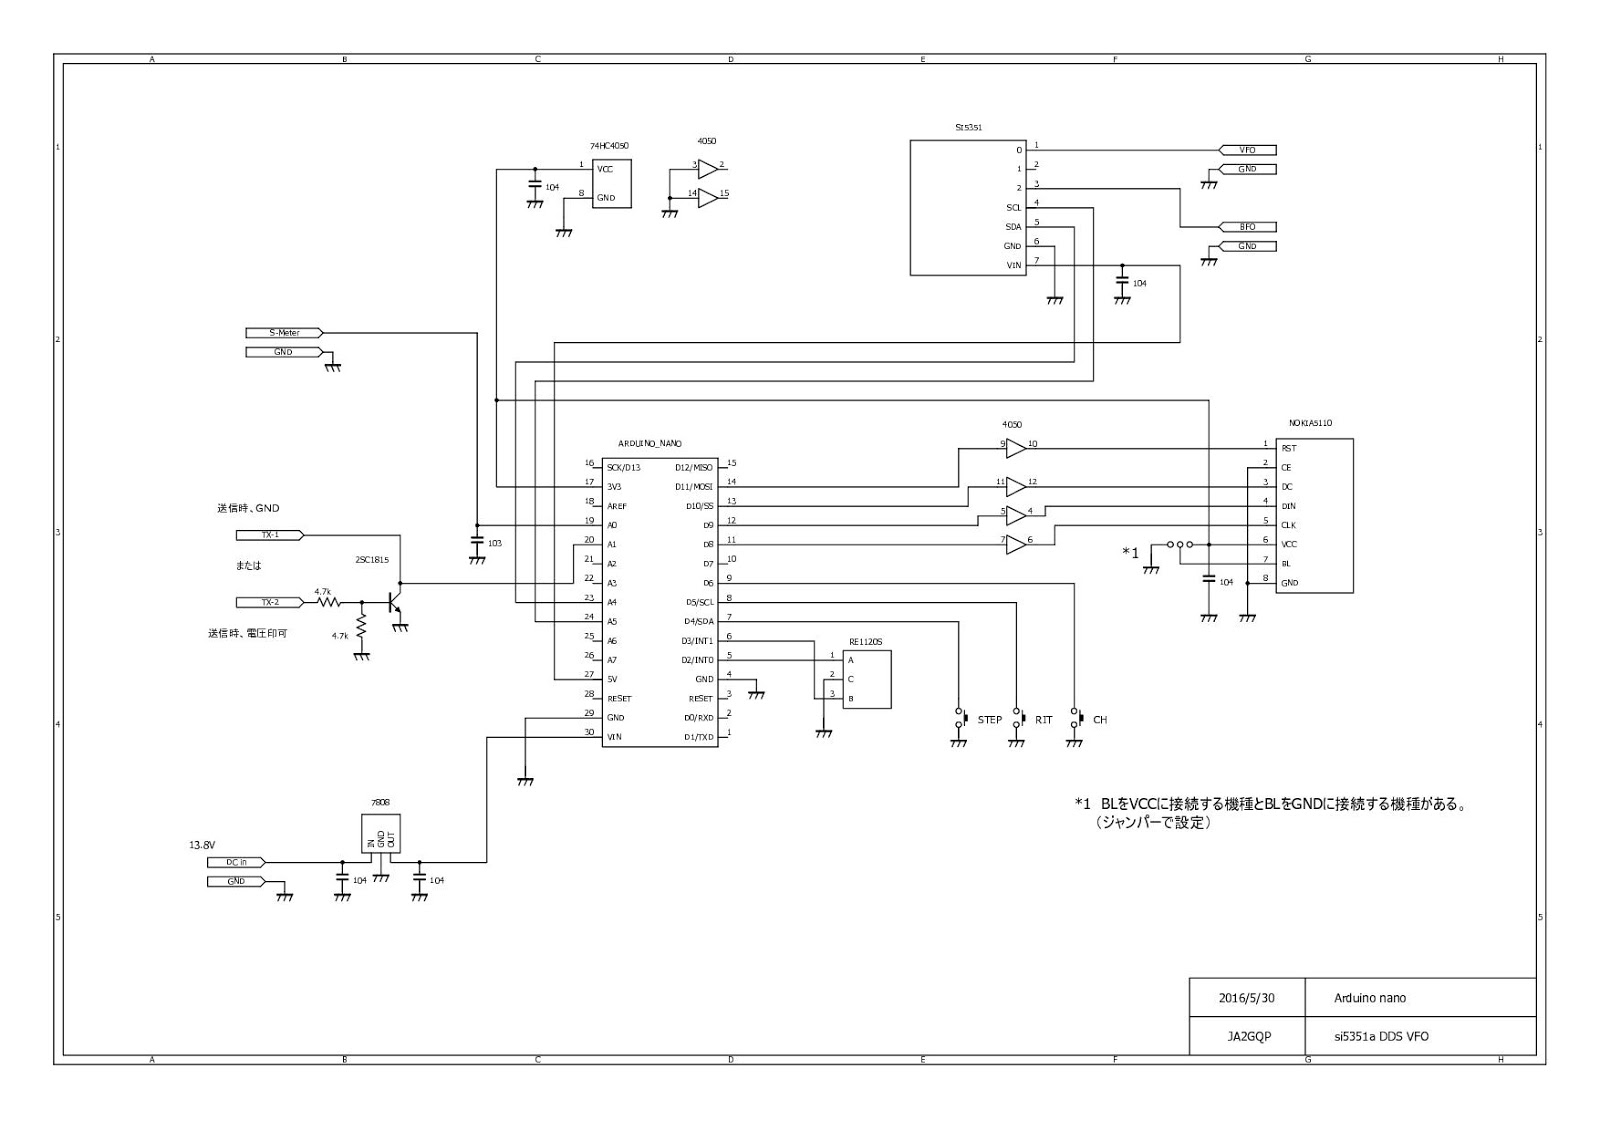 A B C D E F G H
1 1
74HC4050
1 VCC
104
8 GND
4050
3 2
14 15
SI5351
0 1
1 2
2 3
SCL 4
SDA 5
GND 6
VIN 7
104
VFO
GND
BFO
GND
2 2
S-Meter
GND
ARDUINO_NANO
16 SCK/D13 D12/MISO 15
17 3V3 D11/MOSI 14
18 AREF D10/SS 13
19 A0 D9 12
20 A1 D8 11
21 A2 D7 10
22 A3 D6 9
23 A4 D5/SCL 8
24 A5 D4/SDA 7
25 A6 D3/INT1 6
26 A7 D2/INT0 5
27 5V GND 4
28 RESET RESET 3
29 GND D0/RXD 2
30 VIN D1/TXD 1
103
4050
9 10
11 12
5 4
7 6
NOKIA5110
1 RST
2 CE
3 DC
4 DIN
5 CLK
6 VCC
7 BL
8 GND
*1
104
3 3
送信時、GND
TX-1
または
2SC1815
TX-2
4.7k
4.7k
送信時、電圧印可
RE1120S
1 A
2 C
3 B
STEP RIT CH
4 4
*1 BLをVCCに接続する機種とBLをGNDに接続する機種がある。
（ジャンパーで設定）
7808
IN GND OUT
13.8V
DC in
GND
104 104
5 5
2016/5/30 Arduino nano
JA2GQP si5351a DDS VFO
A B C D E F G H